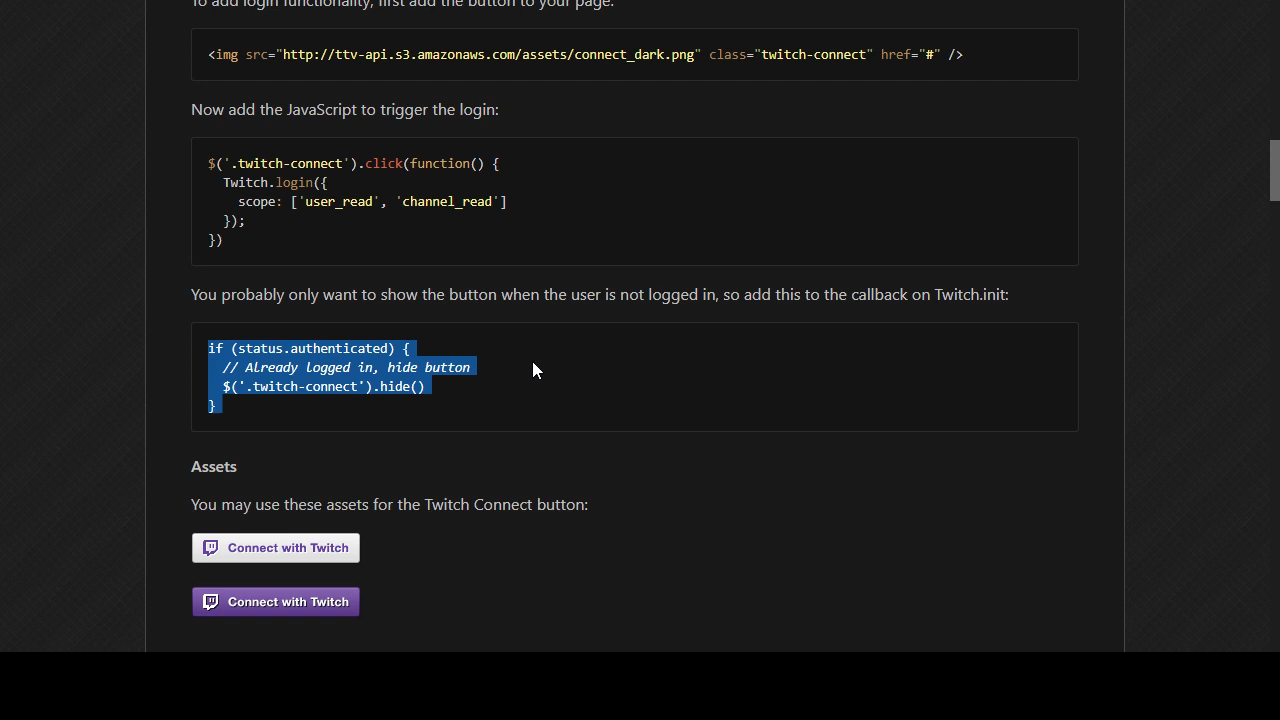 To add login functionality, first add the button to your page:
<img src="http://ttv-api.s3.amazonaws.com/assets/connect_dark.png" class="twitch-connect" href="#" />
Now add the JavaScript to trigger the login:
$('.twitch-connect').click(function() {
  Twitch.login({
    scope: ['user_read', 'channel_read']
  });
})
You probably only want to show the button when the user is not logged in, so add this to the callback on Twitch.init:
if (status.authenticated) {
  // Already logged in, hide button
  $('.twitch-connect').hide()
}
Assets
You may use these assets for the Twitch Connect button:
Connect with Twitch
Connect with Twitch